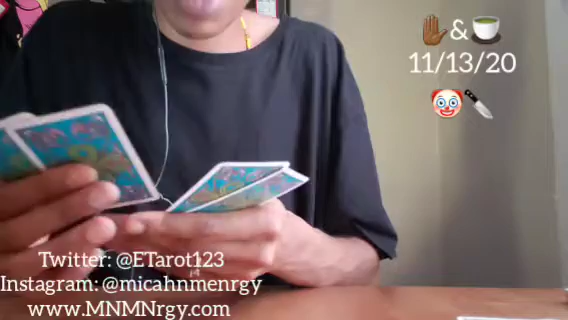 ✋🏾&🍵
11/13/20
🤡🔪
Twitter: @ETarot123
Instagram: @micahnmenrgy
www.MNMNrgy.com